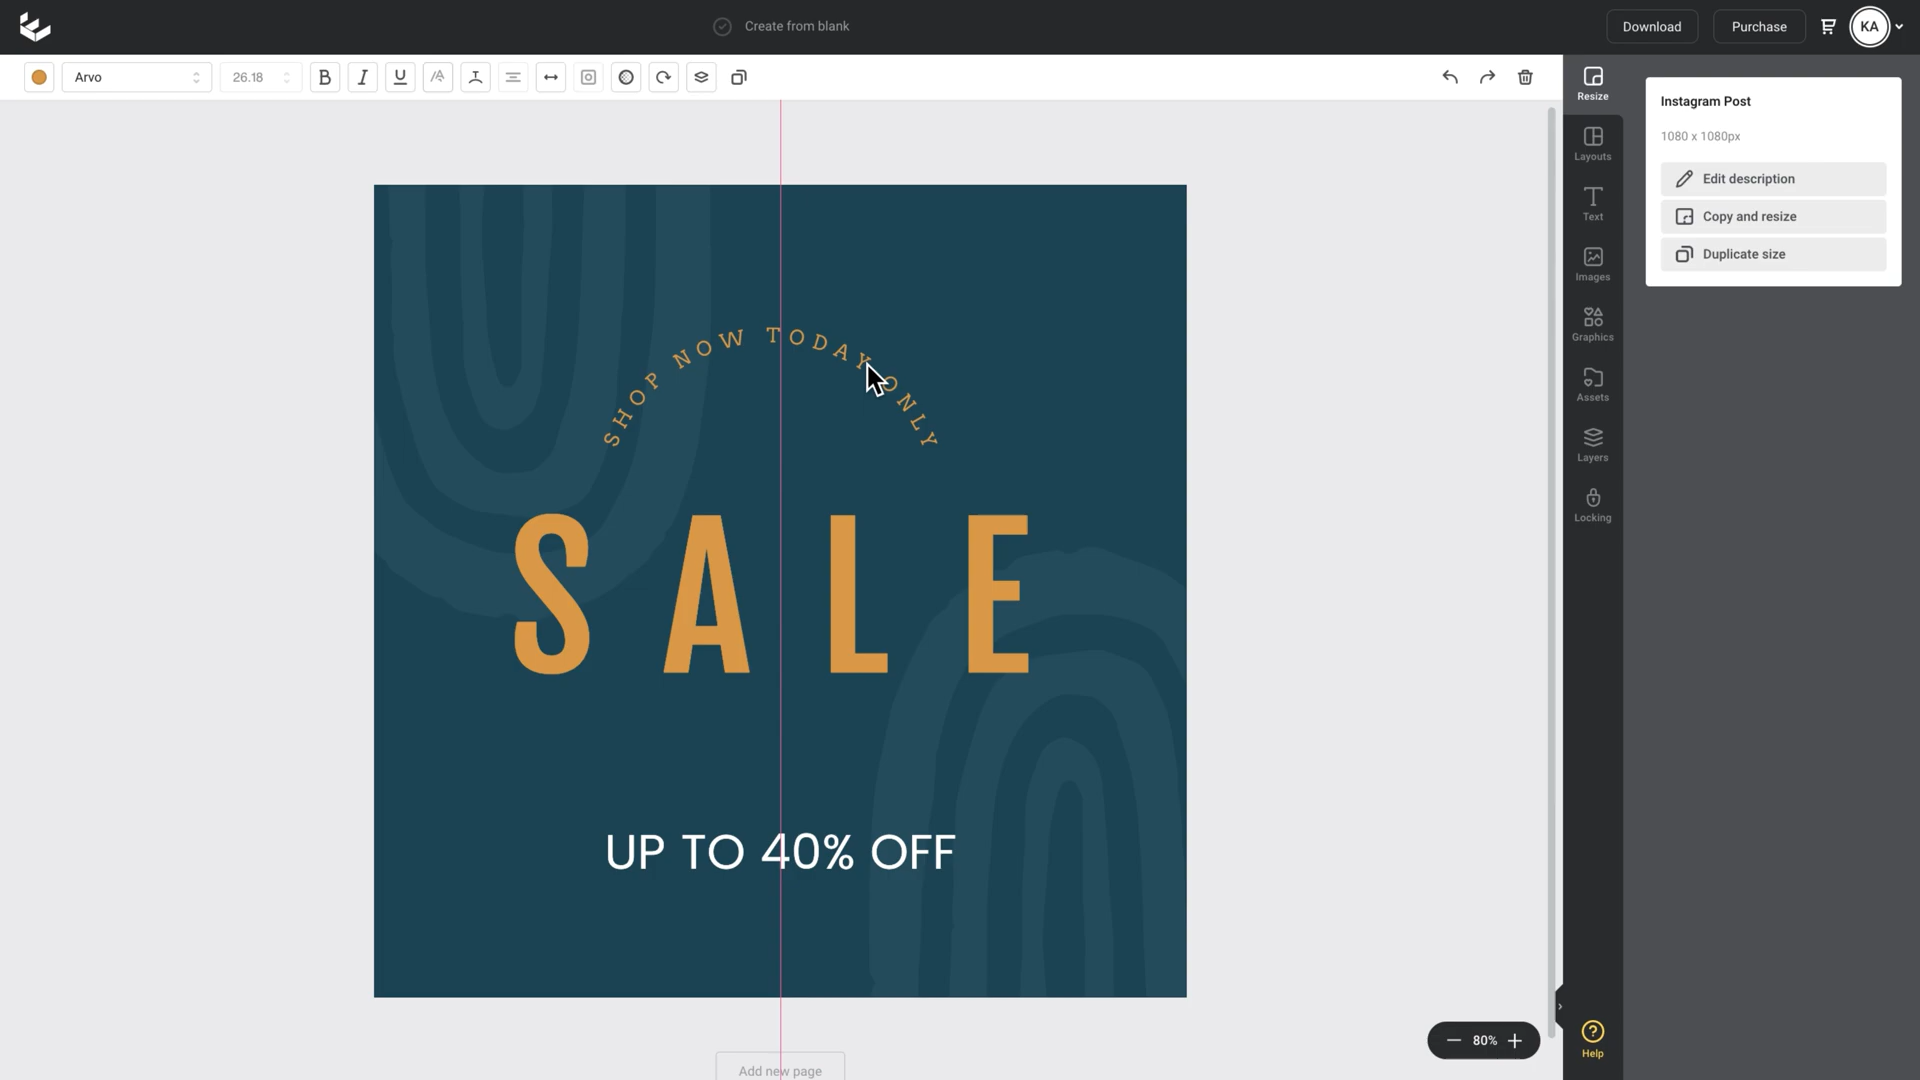 Create from blank
Download
Purchase
KA
Arvo
26.18
B
I
U
Resize
Layouts
Text
Images
Graphics
Assets
Layers
Locking
Help
Instagram Post
1080 x 1080px
Edit description
Copy and resize
Duplicate size
SHOP NOW TODAY ONLY
SALE
UP TO 40% OFF
80%
Add new page